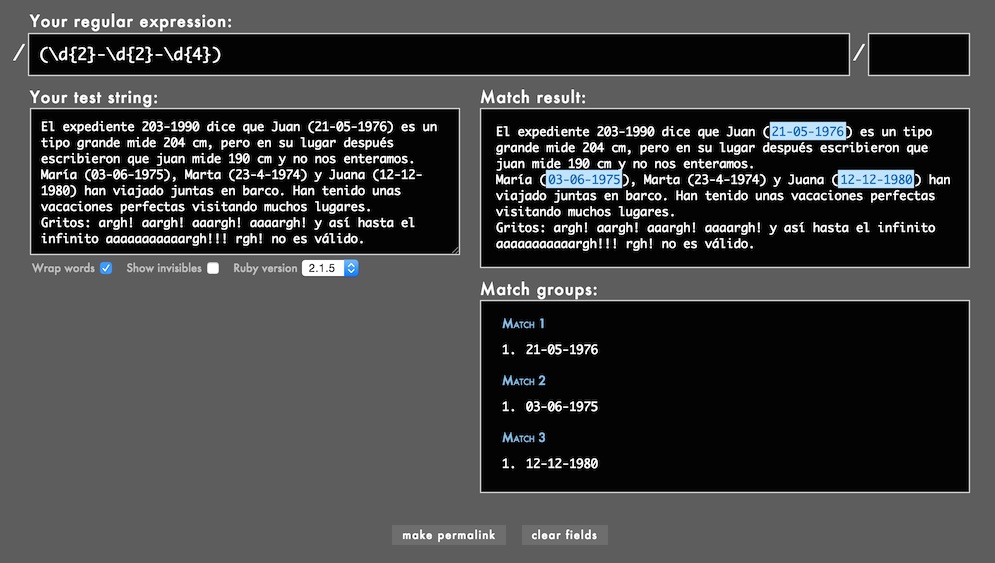 Your regular expression:
/ (\d{2}-\d{2}-\d{4}) /
Your test string:
El expediente 203-1990 dice que Juan (21-05-1976) es un
tipo grande mide 204 cm, pero en su lugar después
escribieron que juan mide 190 cm y no nos enteramos.
María (03-06-1975), Marta (23-4-1974) y Juana (12-12-
1980) han viajado juntas en barco. Han tenido unas
vacaciones perfectas visitando muchos lugares.
Gritos: argh! aargh! aaargh! aaaargh! y así hasta el
infinito aaaaaaaaaaargh!!! rgh! no es válido.
Wrap words Show invisibles Ruby version 2.1.5
Match result:
El expediente 203-1990 dice que Juan (21-05-1976) es un tipo
grande mide 204 cm, pero en su lugar después escribieron que
juan mide 190 cm y no nos enteramos.
María (03-06-1975), Marta (23-4-1974) y Juana (12-12-1980) han
viajado juntas en barco. Han tenido unas vacaciones perfectas
visitando muchos lugares.
Gritos: argh! aargh! aaargh! aaaargh! y así hasta el infinito
aaaaaaaaaaargh!!! rgh! no es válido.
Match groups:
Match 1
1. 21-05-1976
Match 2
1. 03-06-1975
Match 3
1. 12-12-1980
make permalink clear fields